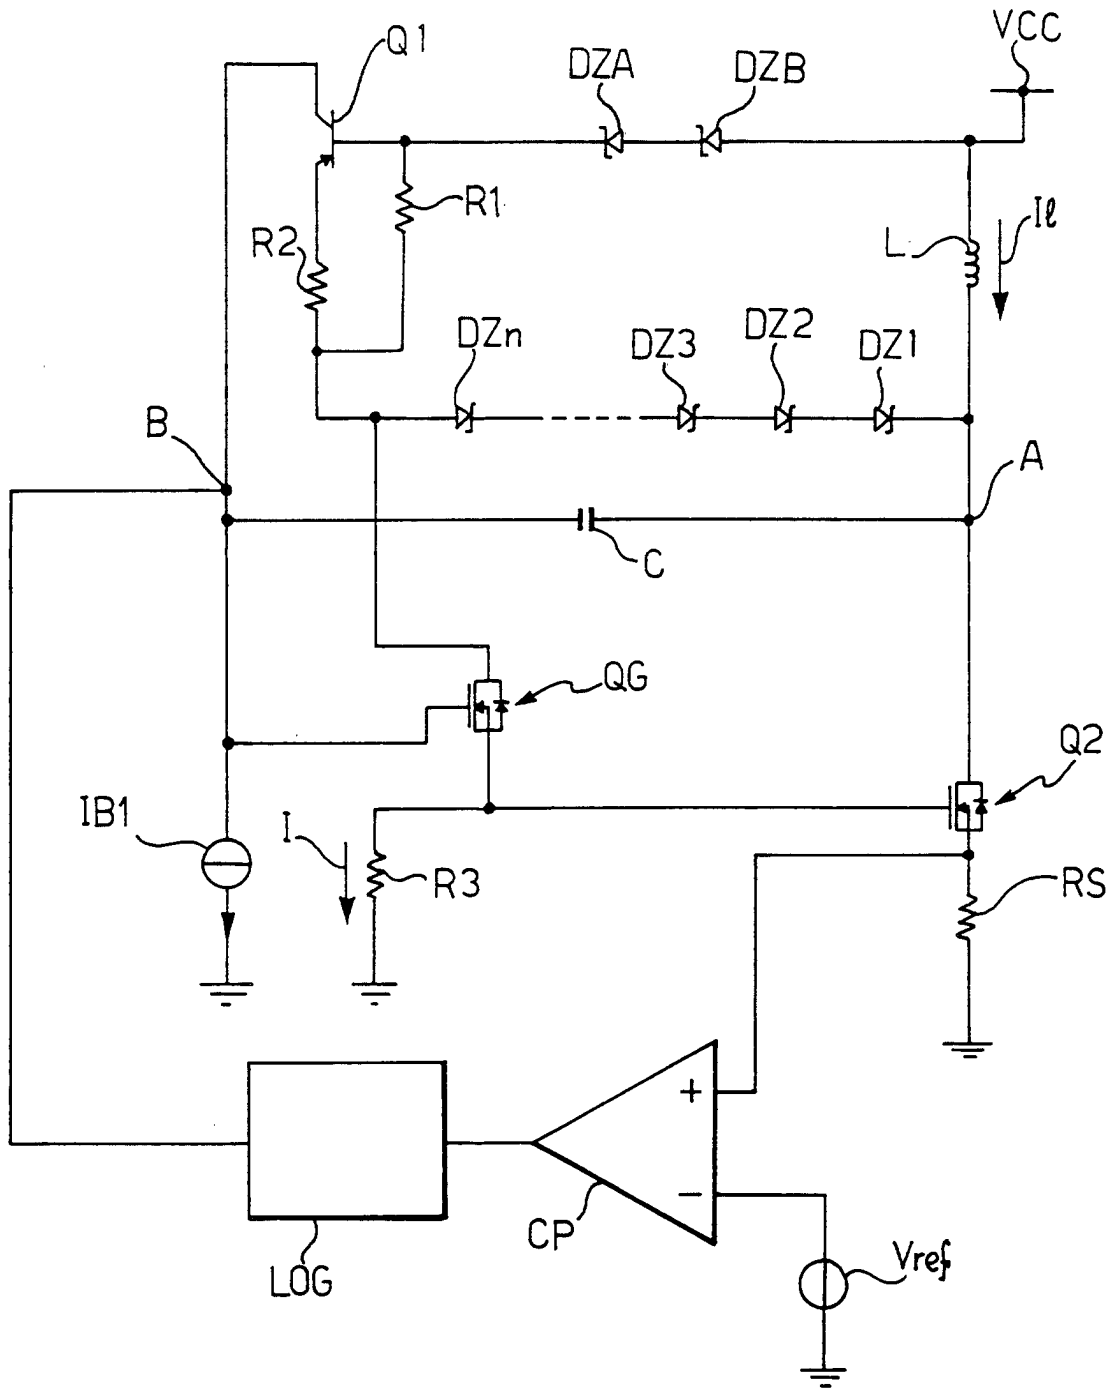 VCC
Q1
DZA
DZB
R1
Iℓ
R2
L
DZn
DZ3
DZ2
DZ1
B
A
C
QG
Q2
IB1
I
R3
RS
+
−
CP
LOG
Vref